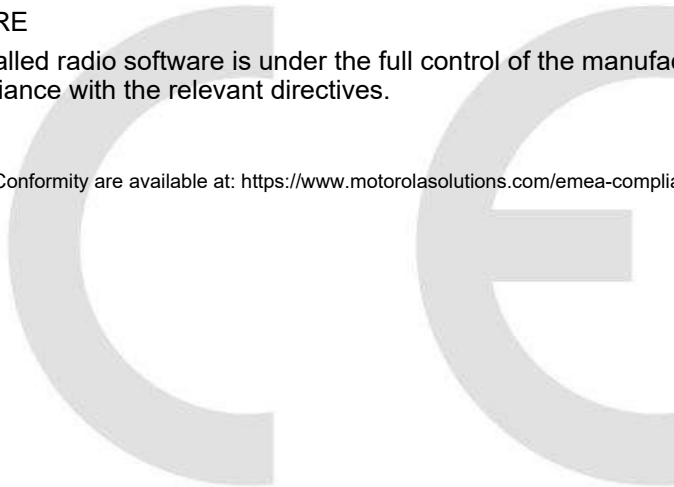 RE
alled radio software is under the full control of the manufac
iance with the relevant directives.
Conformity are available at: https://www.motorolasolutions.com/emea-complia
CE